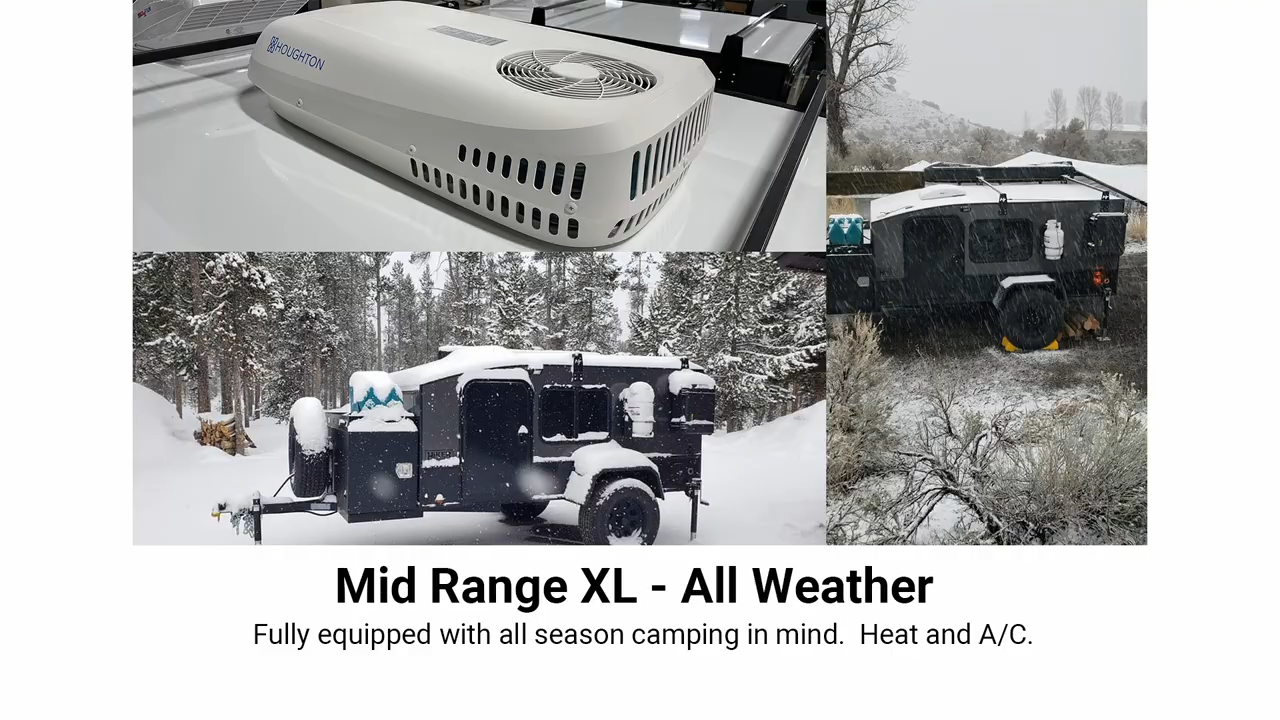 HOUGHTON
Mid Range XL - All Weather
Fully equipped with all season camping in mind.  Heat and A/C.